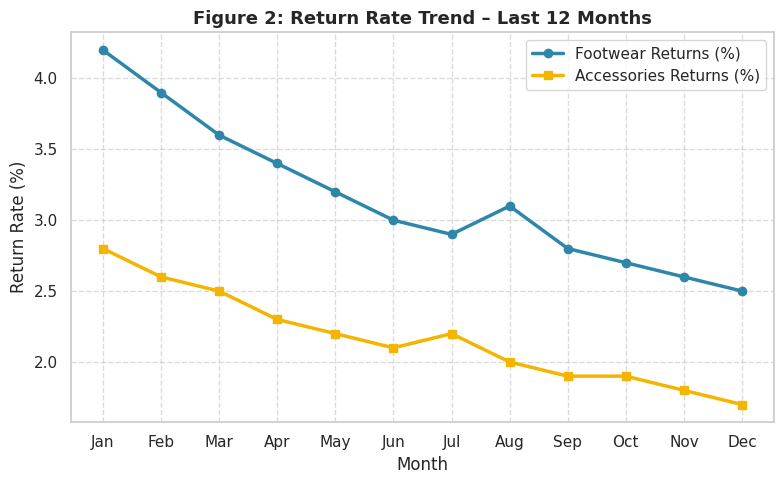 Figure 2: Return Rate Trend – Last 12 Months
Footwear Returns (%)
Accessories Returns (%)
Return Rate (%)
4.0
3.5
3.0
2.5
2.0
Jan Feb Mar Apr May Jun Jul Aug Sep Oct Nov Dec
Month